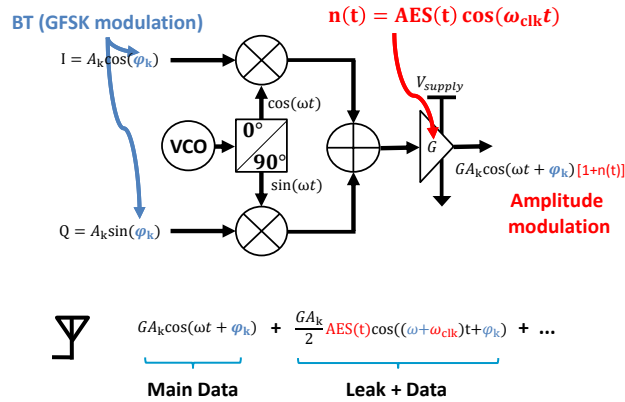 BT (GFSK modulation)
n(t) = AES(t) cos(ω_clk t)
I = A_k cos(φ_k)
V_supply
cos(ωt)
VCO
0°
90°
G
GA_k cos(ωt + φ_k) [1+n(t)]
sin(ωt)
Amplitude
modulation
Q = A_k sin(φ_k)
GA_k cos(ωt + φ_k) + GA_k/2 AES(t)cos((ω+ω_clk)t+φ_k) + ...
Main Data
Leak + Data